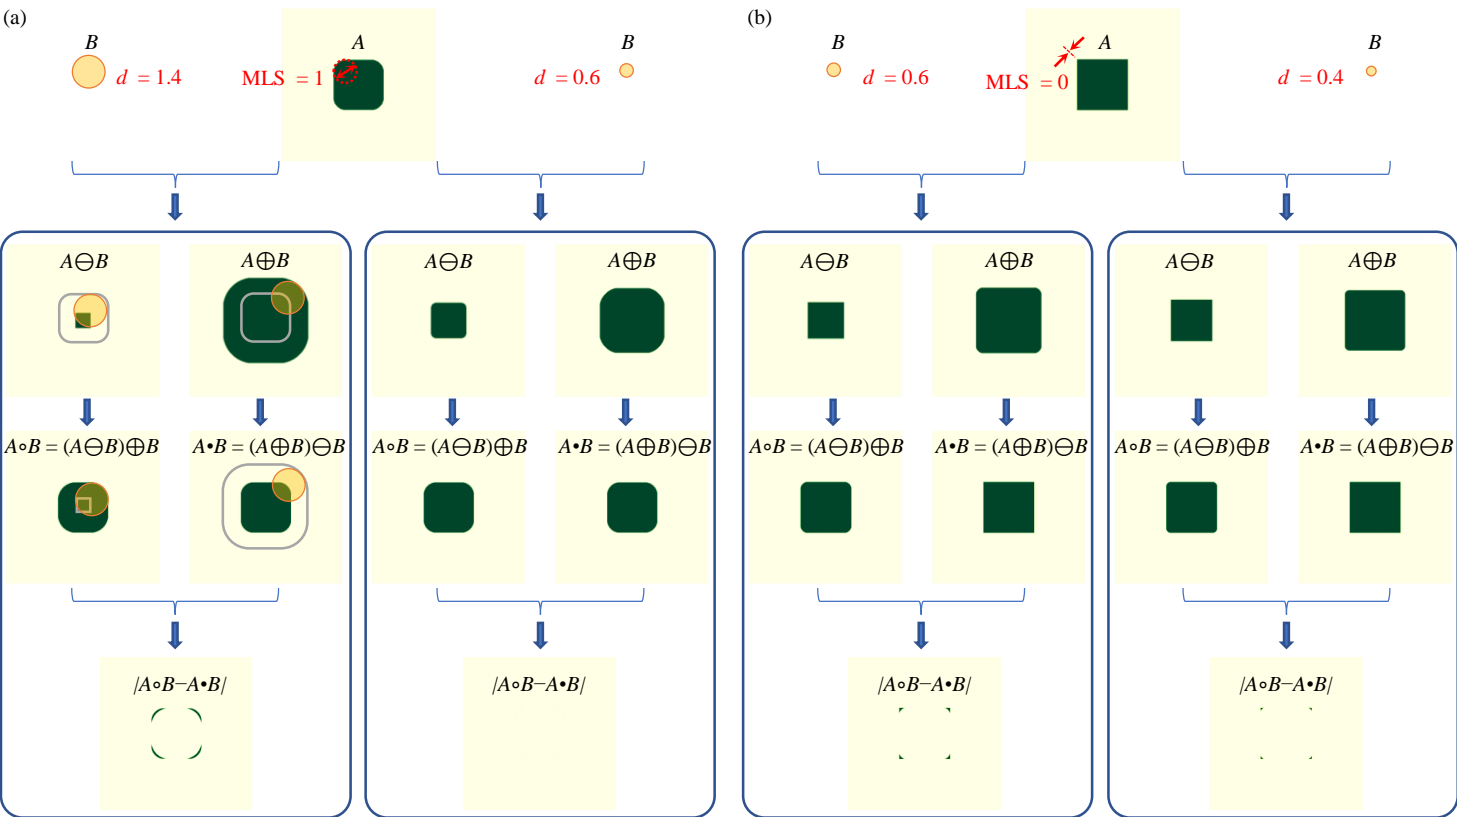 (a)
B
d = 1.4
MLS = 1
A
B
d = 0.6
A⊖B
A⊕B
A∘B = (A⊖B)⊕B
A•B = (A⊕B)⊖B
|A∘B−A•B|
A⊖B
A⊕B
A∘B = (A⊖B)⊕B
A•B = (A⊕B)⊖B
|A∘B−A•B|
(b)
B
d = 0.6
MLS = 0
A
B
d = 0.4
A⊖B
A⊕B
A∘B = (A⊖B)⊕B
A•B = (A⊕B)⊖B
|A∘B−A•B|
A⊖B
A⊕B
A∘B = (A⊖B)⊕B
A•B = (A⊕B)⊖B
|A∘B−A•B|